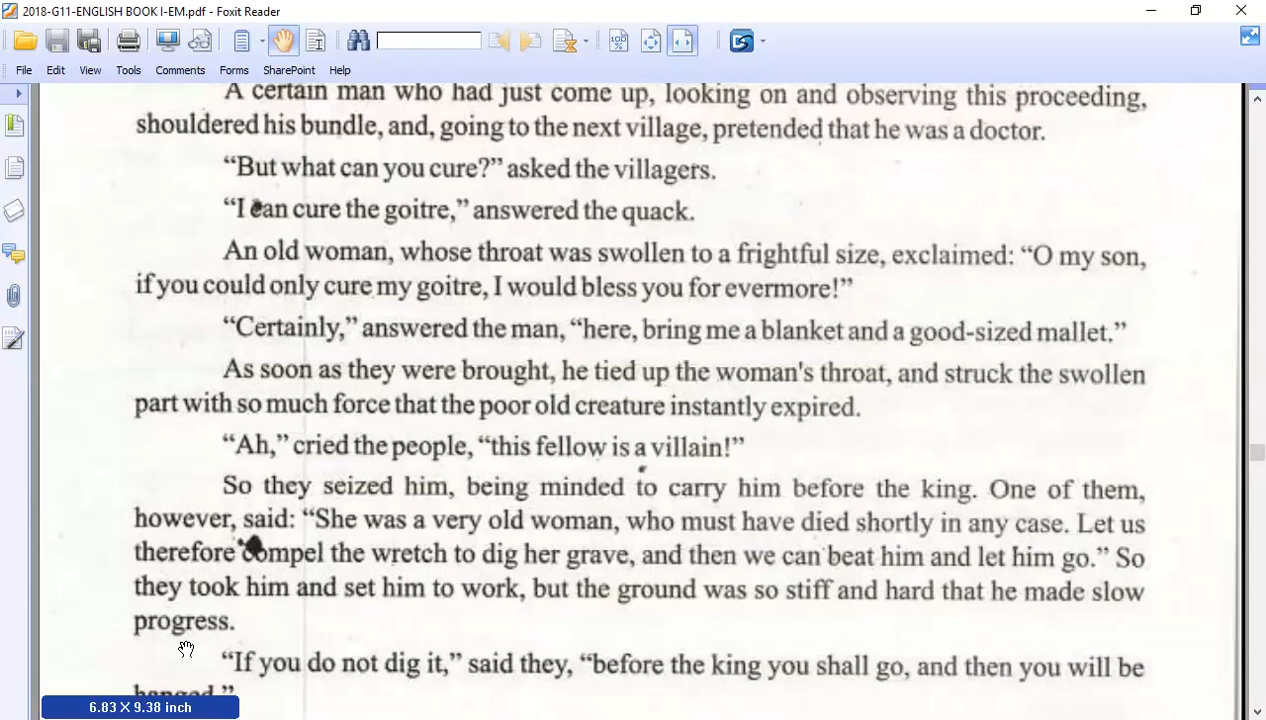 2018-G11-ENGLISH BOOK I-EM.pdf - Foxit Reader
File Edit View Tools Comments Forms SharePoint Help
A certain man who had just come up, looking on and observing this proceeding,
shouldered his bundle, and, going to the next village, pretended that he was a doctor.
“But what can you cure?” asked the villagers.
“I can cure the goitre,” answered the quack.
An old woman, whose throat was swollen to a frightful size, exclaimed: “O my son,
if you could only cure my goitre, I would bless you for evermore!”
“Certainly,” answered the man, “here, bring me a blanket and a good-sized mallet.”
As soon as they were brought, he tied up the woman's throat, and struck the swollen
part with so much force that the poor old creature instantly expired.
“Ah,” cried the people, “this fellow is a villain!”
So they seized him, being minded to carry him before the king. One of them,
however, said: “She was a very old woman, who must have died shortly in any case. Let us
therefore compel the wretch to dig her grave, and then we can beat him and let him go.” So
they took him and set him to work, but the ground was so stiff and hard that he made slow
progress.
“If you do not dig it,” said they, “before the king you shall go, and then you will be
hanged.”
6.83 X 9.38 inch